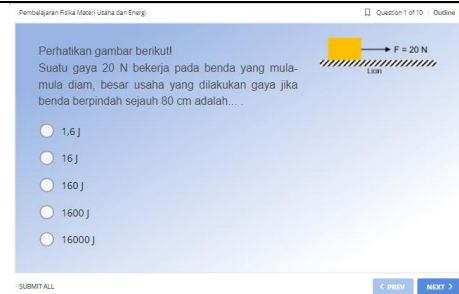 Pembelajaran Fisika Materi Usaha dan Energi
Question 1 of 10
Outline
Perhatikan gambar berikut!
Suatu gaya 20 N bekerja pada benda yang mula-
mula diam, besar usaha yang dilakukan gaya jika
benda berpindah sejauh 80 cm adalah... .
F = 20 N
Licin
1,6 J
16 J
160 J
1600 J
16000 J
SUBMIT ALL
< PREV
NEXT >